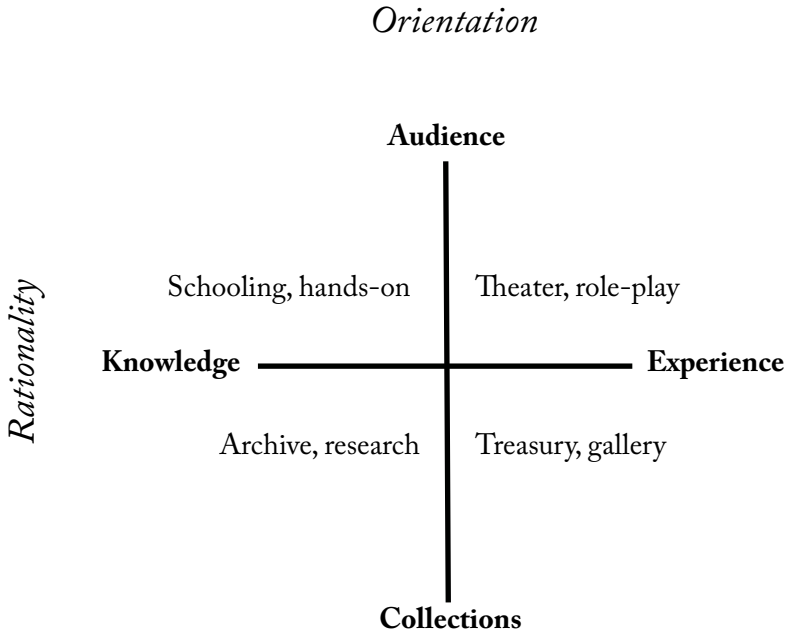 Orientation
Audience
Schooling, hands-on
Theater, role-play
Rationality
Knowledge
Experience
Archive, research
Treasury, gallery
Collections